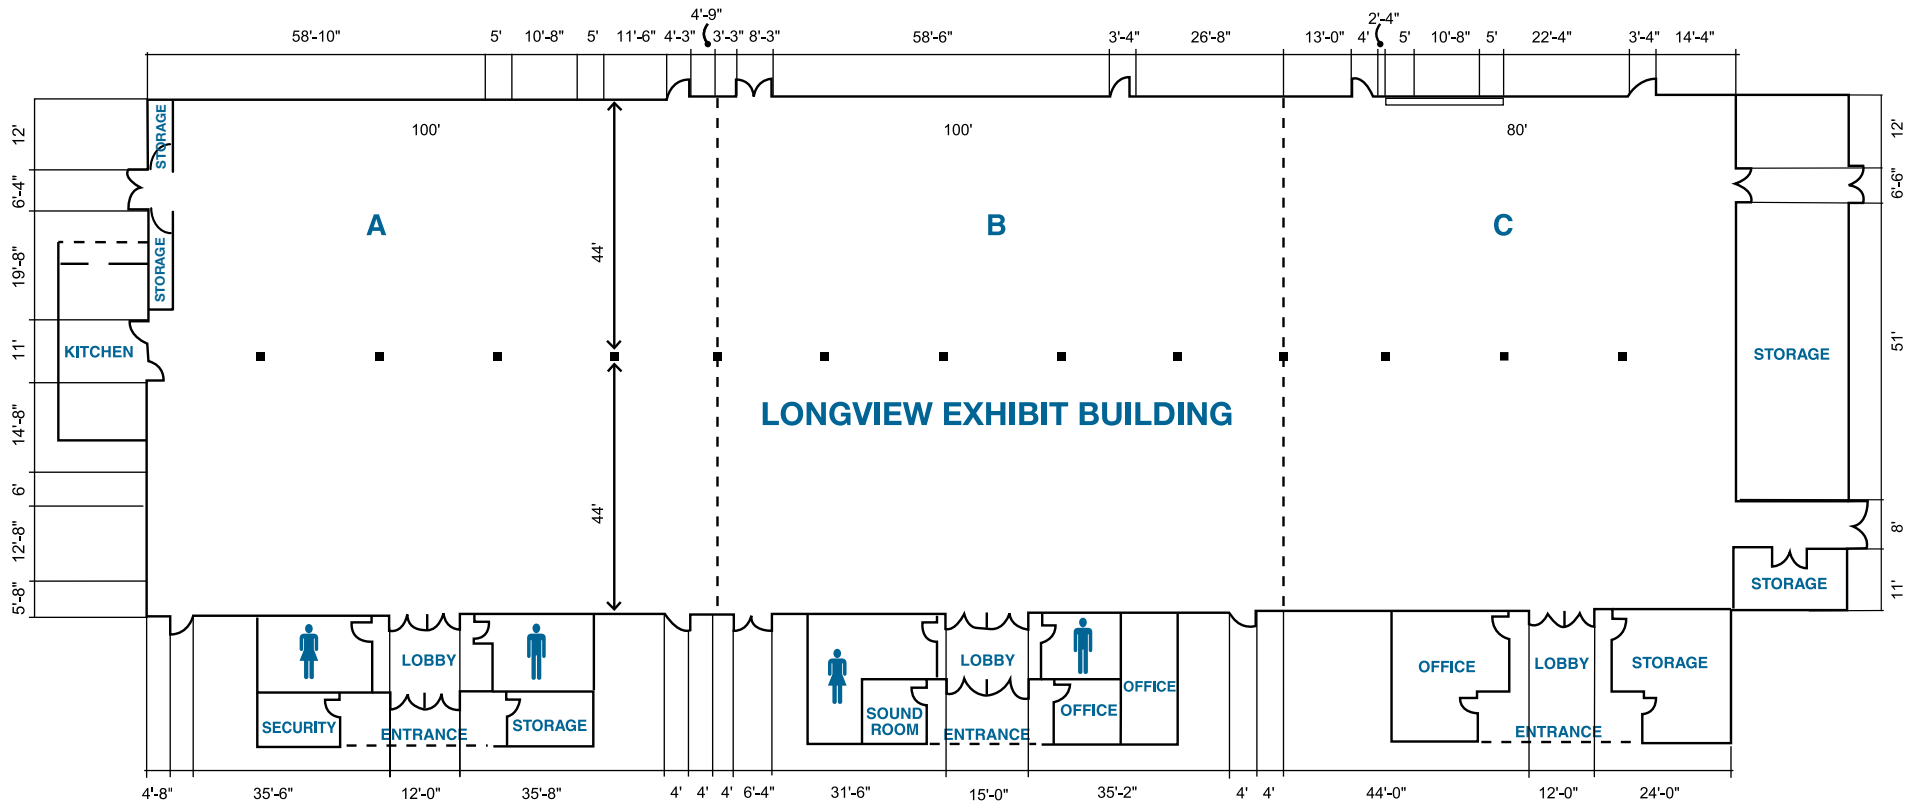 4'-9"
2'-4"
58'-10"
5'
10'-8"
5'
11'-6"
4'-3"
3'-3"
8'-3"
58'-6"
3'-4"
26'-8"
13'-0"
4'
5'
10'-8"
5'
22'-4"
3'-4"
14'-4"
100'
100'
80'
12'
6'-4"
19'-8"
11'
14'-8"
6'
12'-8"
5'-8"
STORAGE
STORAGE
KITCHEN
A
B
C
44'
44'
LONGVIEW EXHIBIT BUILDING
12'
6'-6"
51'
8'
11'
STORAGE
STORAGE
LOBBY
SECURITY
ENTRANCE
STORAGE
LOBBY
SOUND
ROOM
ENTRANCE
OFFICE
OFFICE
OFFICE
LOBBY
STORAGE
ENTRANCE
4'-8"
35'-6"
12'-0"
35'-8"
4'
4'
4'
6'-4"
31'-6"
15'-0"
35'-2"
4'
4'
44'-0"
12'-0"
24'-0"